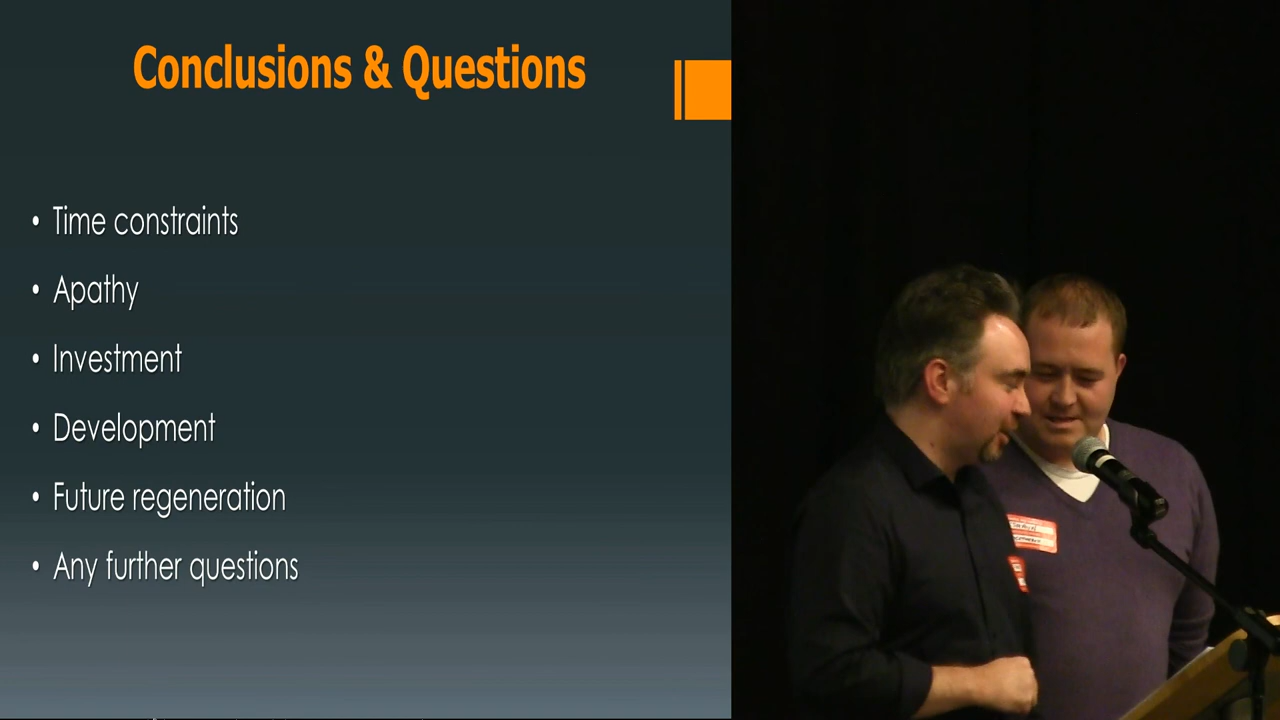 Conclusions & Questions
• Time constraints
• Apathy
• Investment
• Development
• Future regeneration
• Any further questions